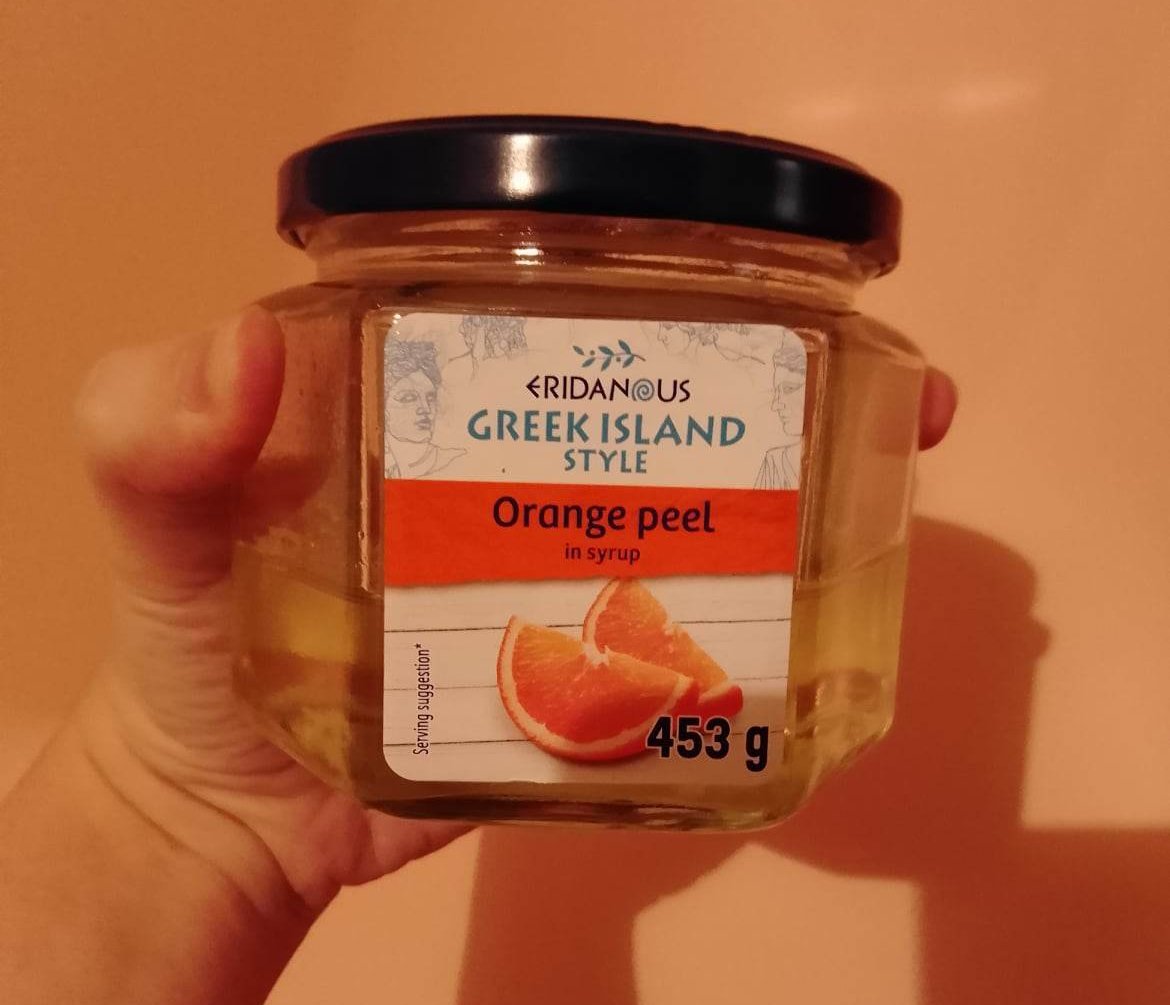 ERIDANOUS
GREEK ISLAND
STYLE
Orange peel
in syrup
Serving suggestion*
453 g